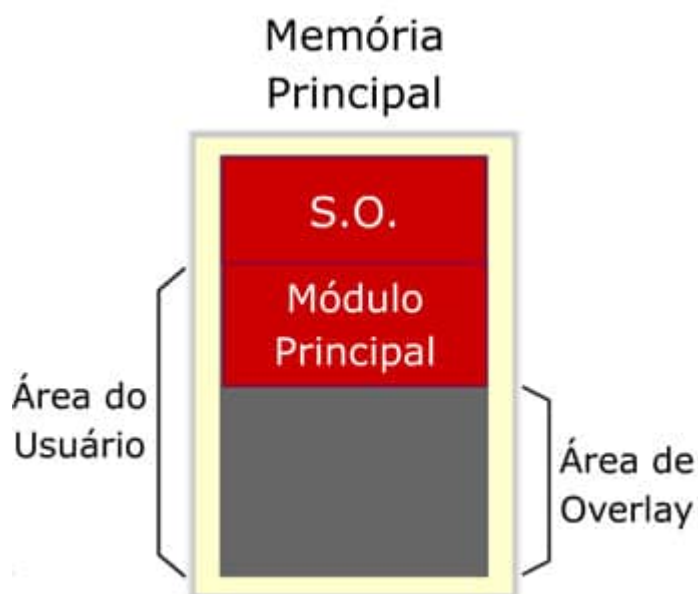 Memória
Principal
S.O.
Módulo
Principal
Área do
Usuário
Área de
Overlay